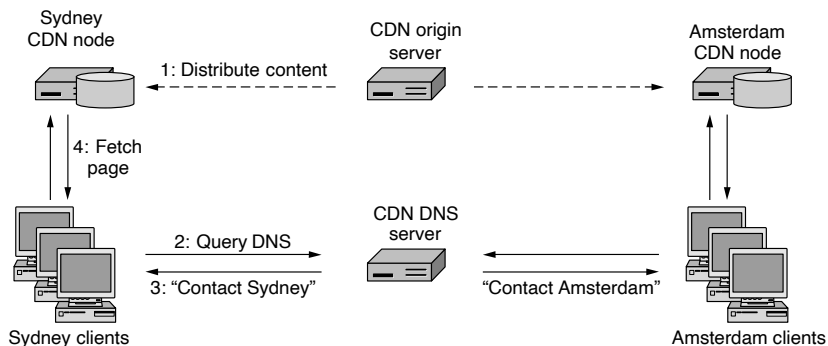 Sydney
CDN node
CDN origin
server
Amsterdam
CDN node
1: Distribute content
4: Fetch
page
CDN DNS
server
2: Query DNS
3: “Contact Sydney”
“Contact Amsterdam”
Sydney clients
Amsterdam clients